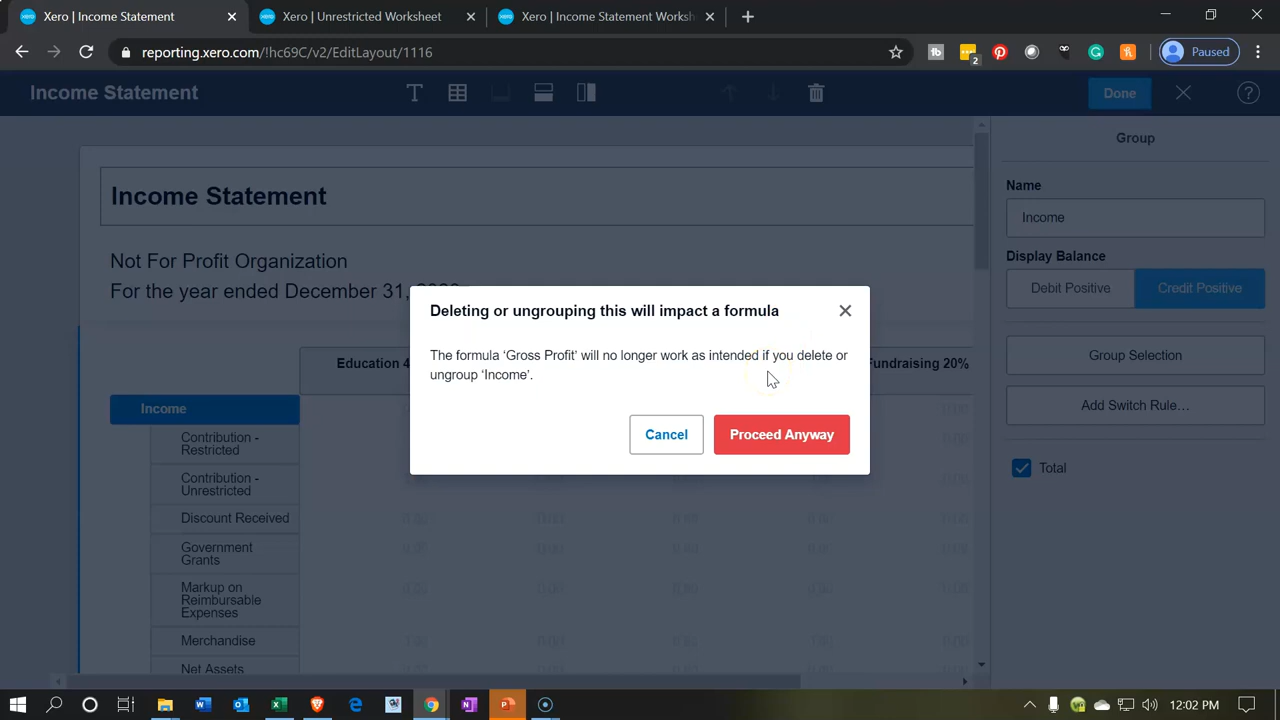 Xero | Income Statement
Xero | Unrestricted Worksheet
Xero | Income Statement Worksh
reporting.xero.com/!hc69C/v2/EditLayout/1116
2
Paused
Income Statement
Done
Group
Income Statement
Name
Income
Not For Profit Organization
For the year ended December 31,
Display Balance
Debit Positive
Credit Positive
Deleting or ungrouping this will impact a formula
The formula ‘Gross Profit’ will no longer work as intended if you delete or
ungroup ‘Income’.
Cancel
Proceed Anyway
Education 4
Fundraising 20%
Group Selection
Income
Add Switch Rule…
Contribution -
Restricted
Total
Contribution -
Unrestricted
Discount Received
Government
Grants
Markup on
Reimbursable
Expenses
Merchandise
Net Assets
12:02 PM